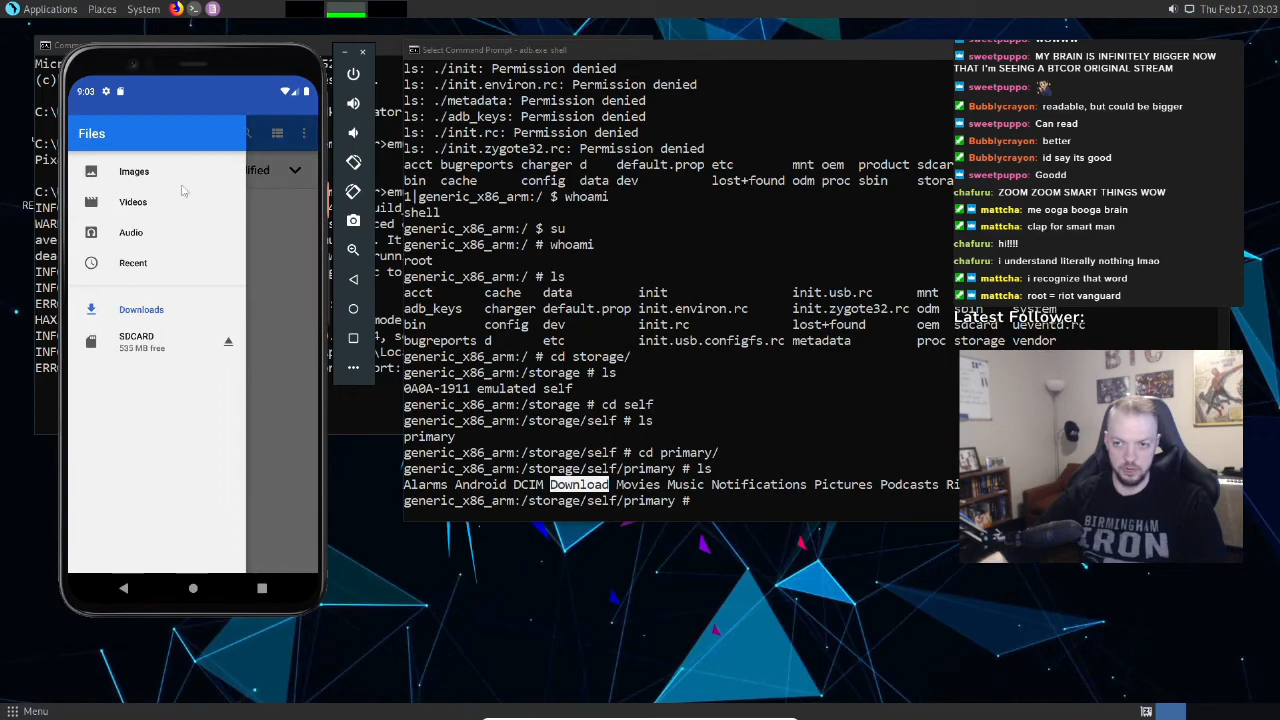 Applications Places System
Thu Feb 17, 03:03
9:03
Files
Images
Videos
Audio
Recent
Downloads
SDCARD
535 MB free
Select Command Prompt - adb.exe shell
ls: ./init: Permission denied
ls: ./init.environ.rc: Permission denied
ls: ./metadata: Permission denied
ls: ./adb_keys: Permission denied
ls: ./init.rc: Permission denied
ls: ./zygote32.rc: Permission denied
acct bugreports charger d default.prop etc mnt oem product sdcar
bin cache config data dev lost+found odm proc sbin stora
1|generic_x86_arm:/ $ whoami
shell
generic_x86_arm:/ $ su
generic_x86_arm:/ # whoami
root
generic_x86_arm:/ # ls
acct cache data init init.usb.rc mnt
adb_keys charger default.prop init.environ.rc init.zygote32.rc odm
bin config dev init.rc lost+found oem sdcard ueventd.rc
bugreports d etc init.usb.configfs.rc metadata proc storage vendor
generic_x86_arm:/ # cd storage/
generic_x86_arm:/storage # ls
0A0A-1911 emulated self
generic_x86_arm:/storage # cd self
generic_x86_arm:/storage/self # ls
primary
generic_x86_arm:/storage/self # cd primary/
generic_x86_arm:/storage/self/primary # ls
Alarms Android DCIM Download Movies Music Notifications Pictures Podcasts Ri
generic_x86_arm:/storage/self/primary #
sweetpuppo: MY BRAIN IS INFINITELY BIGGER NOW
THAT I'm SEEING A BTCOR ORIGINAL STREAM
sweetpuppo:
Bubblycrayon: readable, but could be bigger
sweetpuppo: Can read
Bubblycrayon: better
Bubblycrayon: id say its good
sweetpuppo: Goodd
chafuru: ZOOM ZOOM SMART THINGS WOW
mattcha: me ooga booga brain
mattcha: clap for smart man
chafuru: hi!!!!
chafuru: i understand literally nothing lmao
mattcha: i recognize that word
mattcha: root = riot vanguard
Latest Follower:
BIRMINGHAM
IRON
Menu